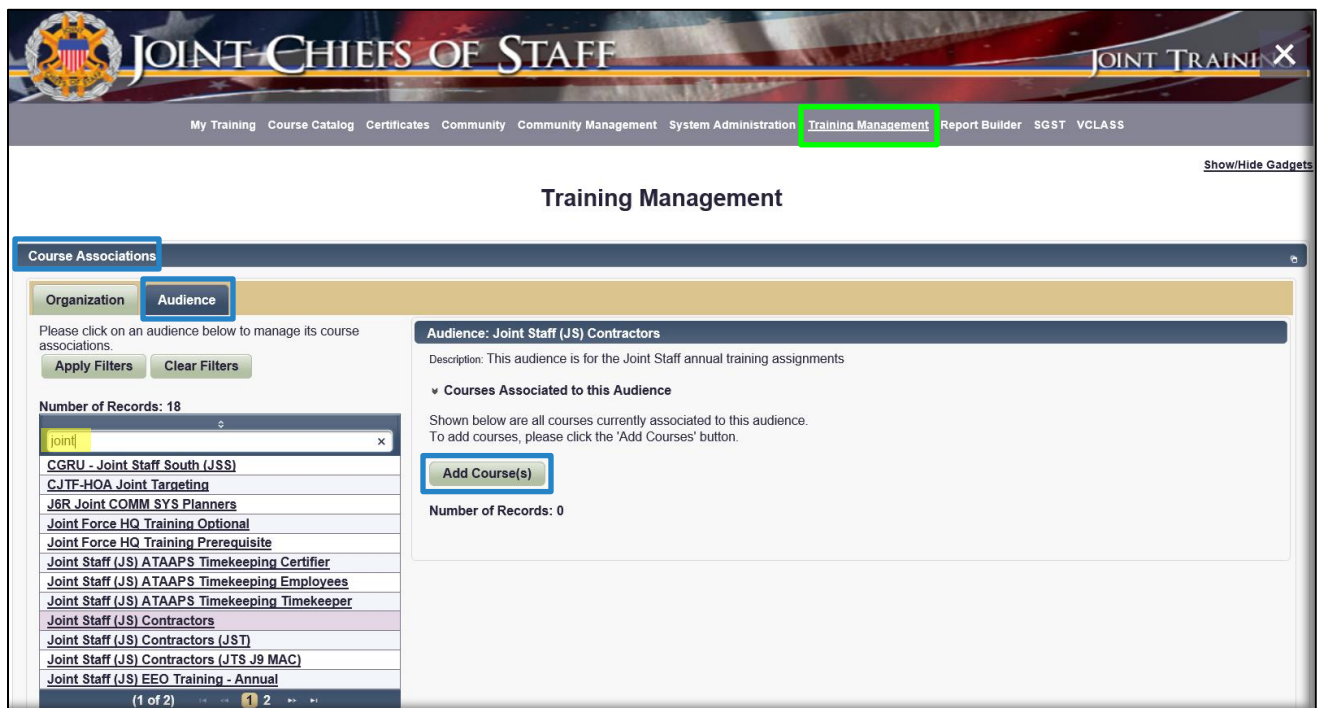 JOINT CHIEFS OF STAFF
JOINT TRAINI
My Training Course Catalog Certificates Community Community Management System Administration Training Management Report Builder SGST VCLASS
Show/Hide Gadgets
Training Management
Course Associations
Organization Audience
Please click on an audience below to manage its course
associations.
Apply Filters Clear Filters
Number of Records: 18
joint
CGRU - Joint Staff South (JSS)
CJTF-HOA Joint Targeting
J6R Joint COMM SYS Planners
Joint Force HQ Training Optional
Joint Force HQ Training Prerequisite
Joint Staff (JS) ATAAPS Timekeeping Certifier
Joint Staff (JS) ATAAPS Timekeeping Employees
Joint Staff (JS) ATAAPS Timekeeping Timekeeper
Joint Staff (JS) Contractors
Joint Staff (JS) Contractors (JST)
Joint Staff (JS) Contractors (JTS J9 MAC)
Joint Staff (JS) EEO Training - Annual
(1 of 2) 1 2
Audience: Joint Staff (JS) Contractors
Description: This audience is for the Joint Staff annual training assignments
Courses Associated to this Audience
Shown below are all courses currently associated to this audience.
To add courses, please click the 'Add Courses' button.
Add Course(s)
Number of Records: 0